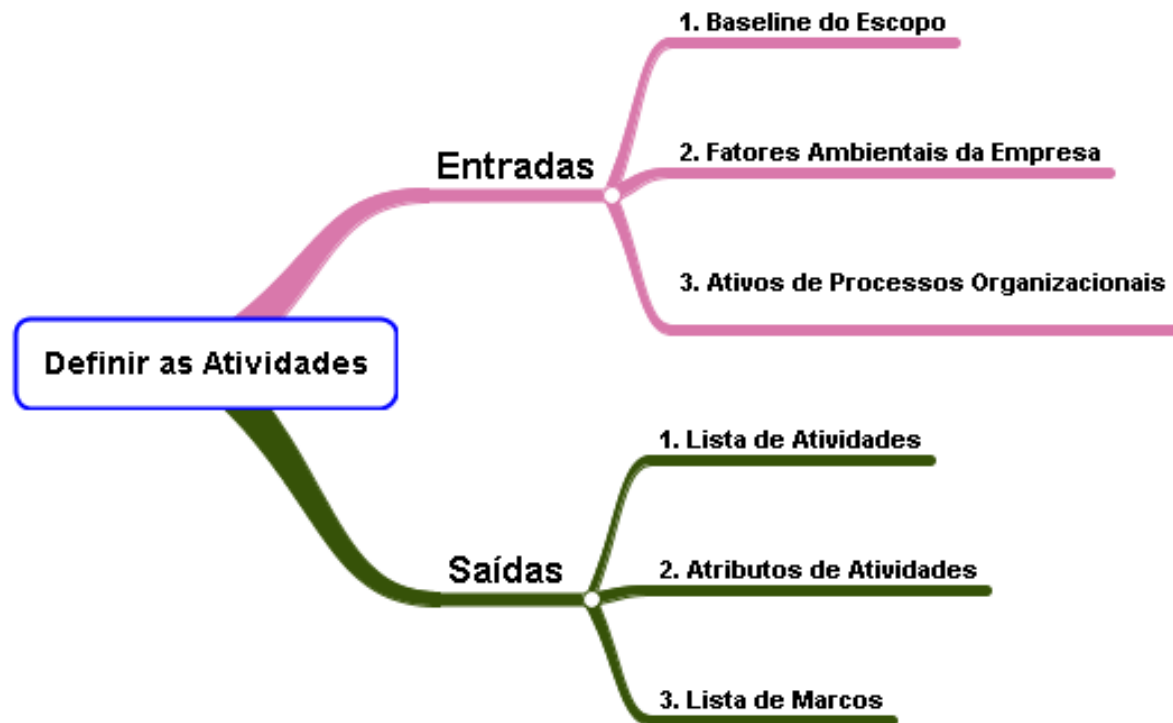 1. Baseline do Escopo
Entradas
2. Fatores Ambientais da Empresa
3. Ativos de Processos Organizacionais
Definir as Atividades
1. Lista de Atividades
Saídas
2. Atributos de Atividades
3. Lista de Marcos